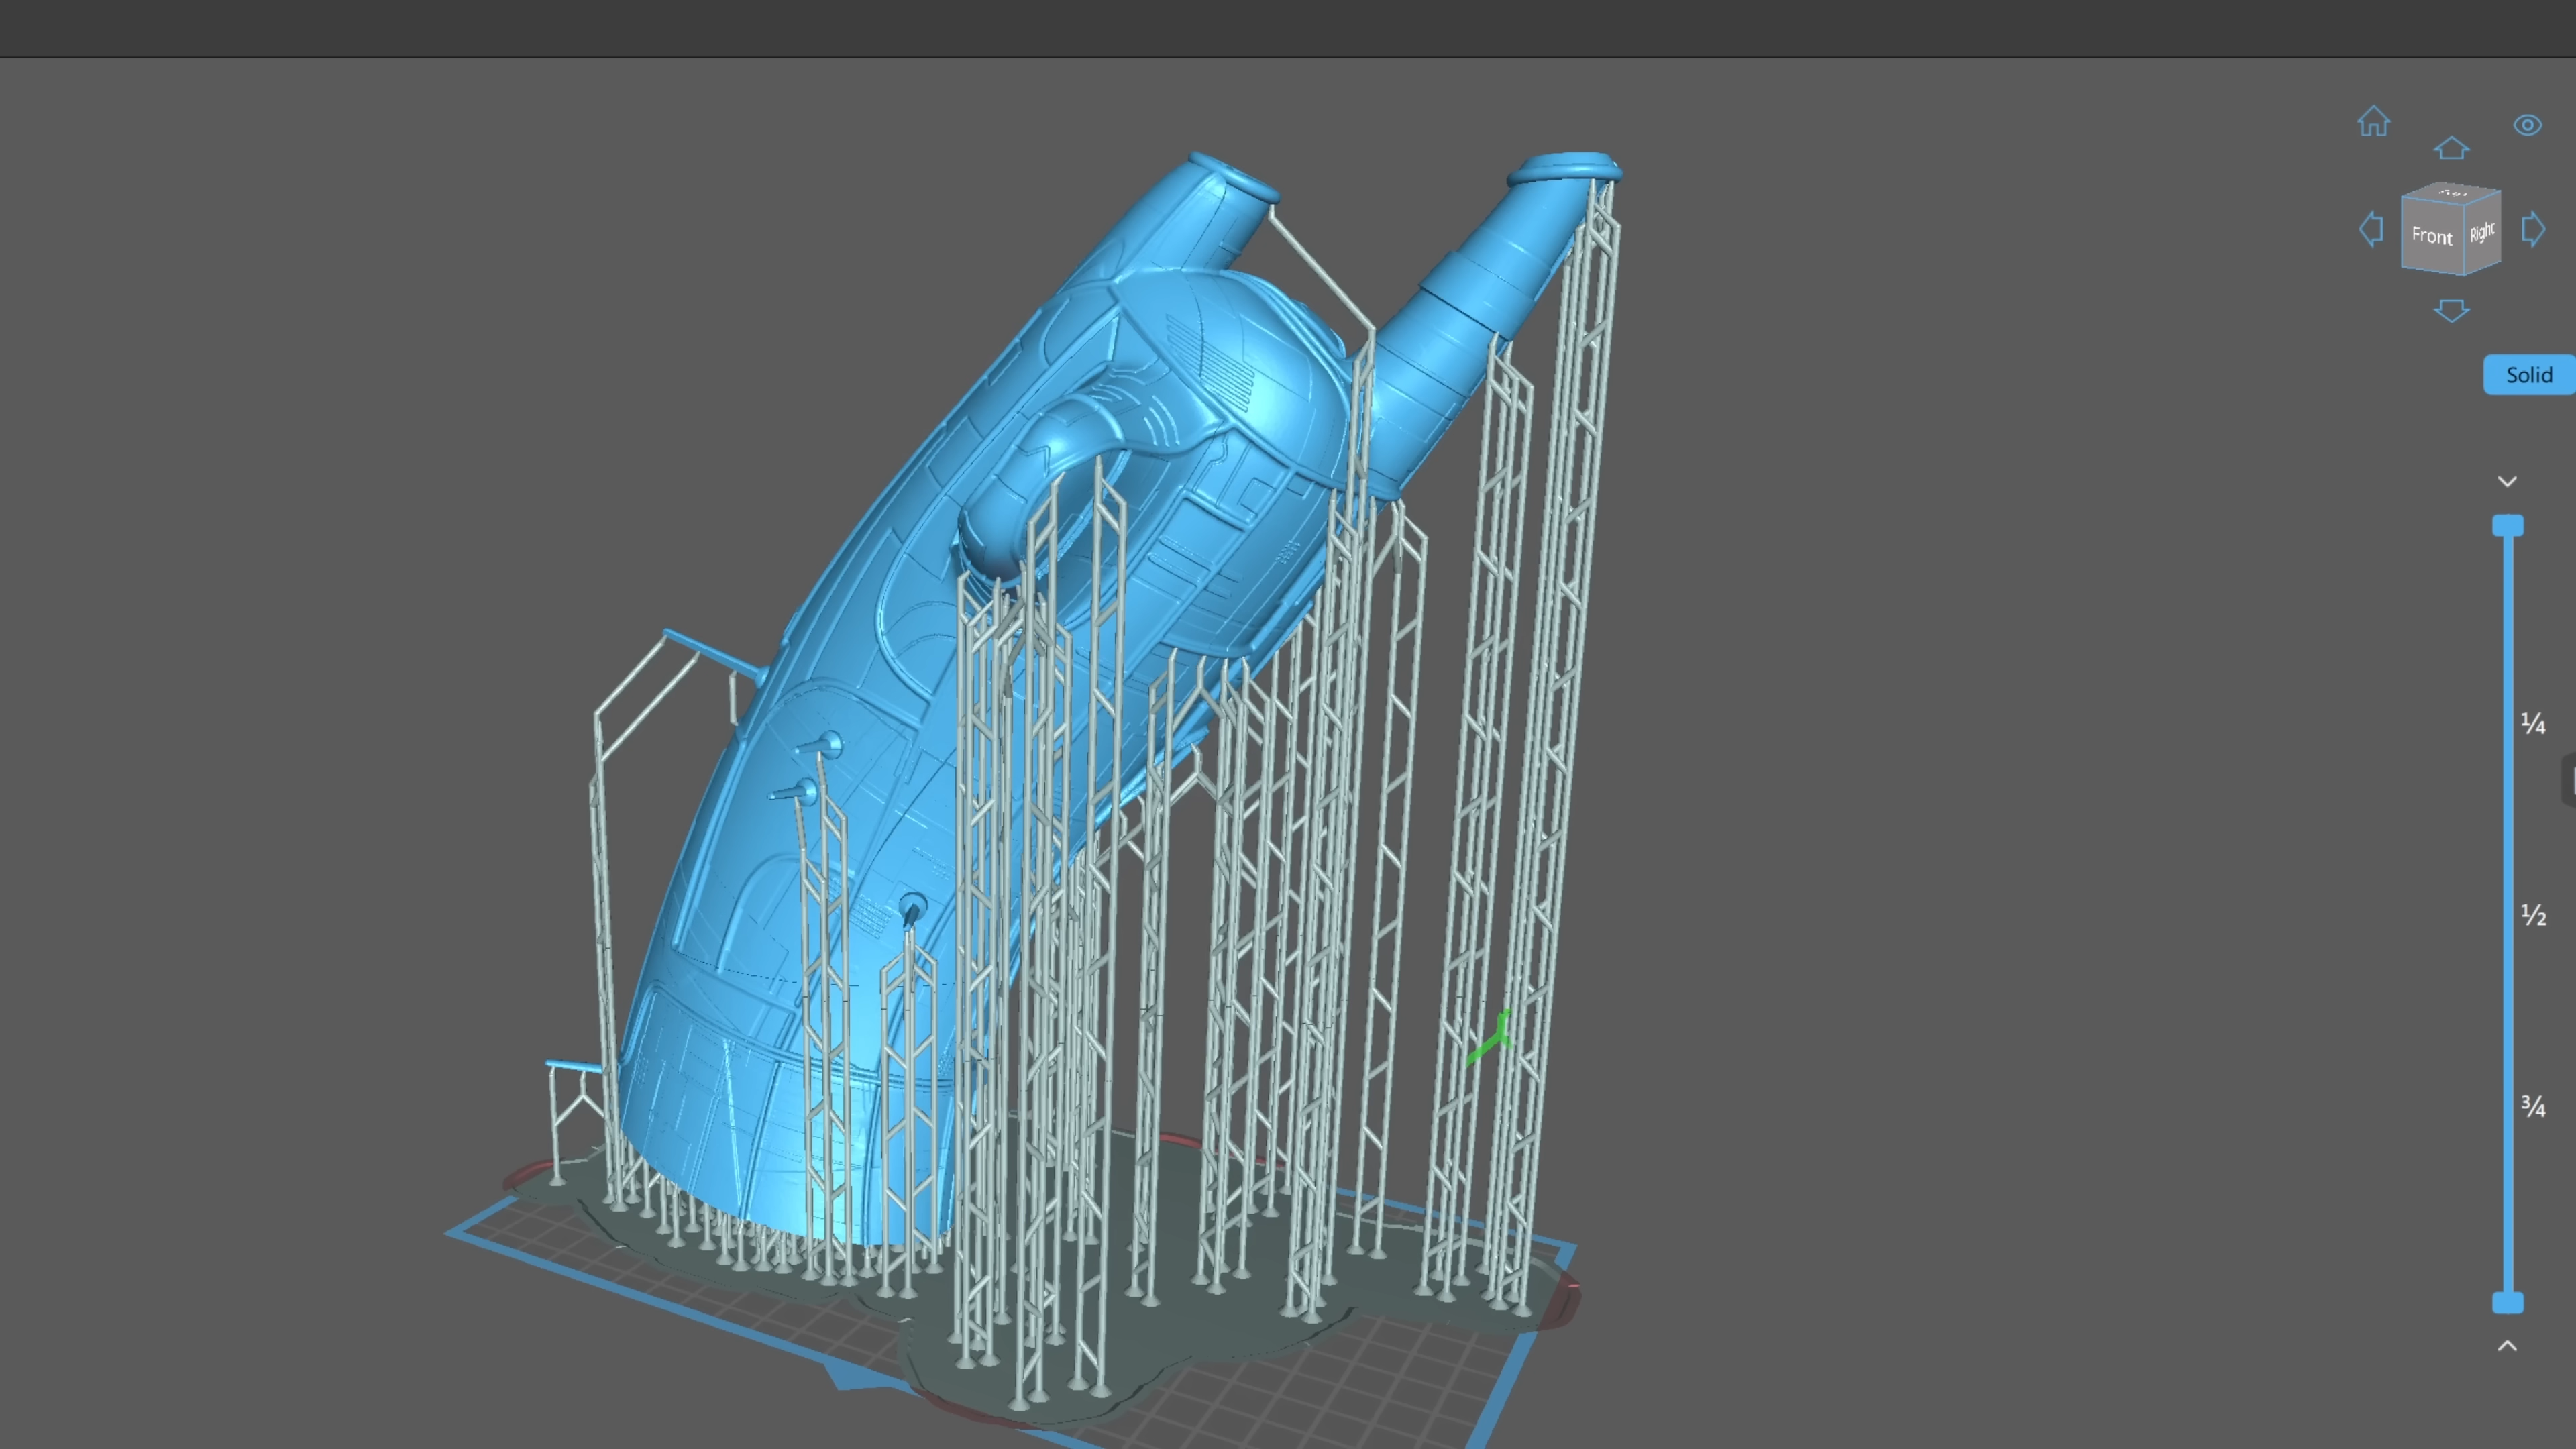 Front
Right
Solid
¼
½
¾